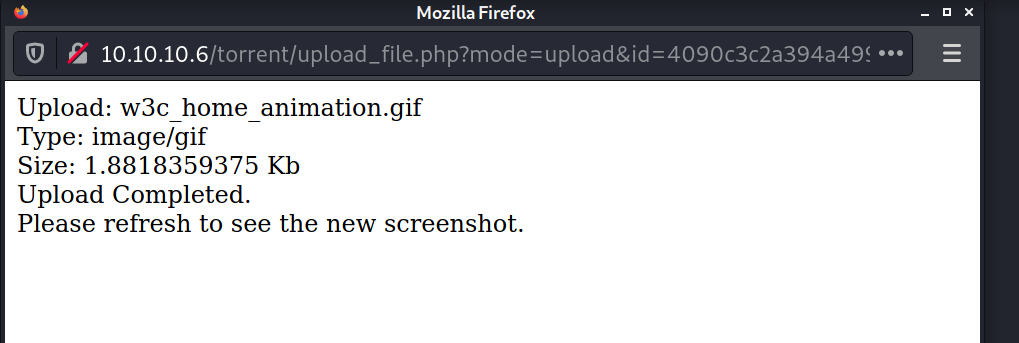 Mozilla Firefox
10.10.10.6/torrent/upload_file.php?mode=upload&id=4090c3c2a394a499
Upload: w3c_home_animation.gif
Type: image/gif
Size: 1.8818359375 Kb
Upload Completed.
Please refresh to see the new screenshot.